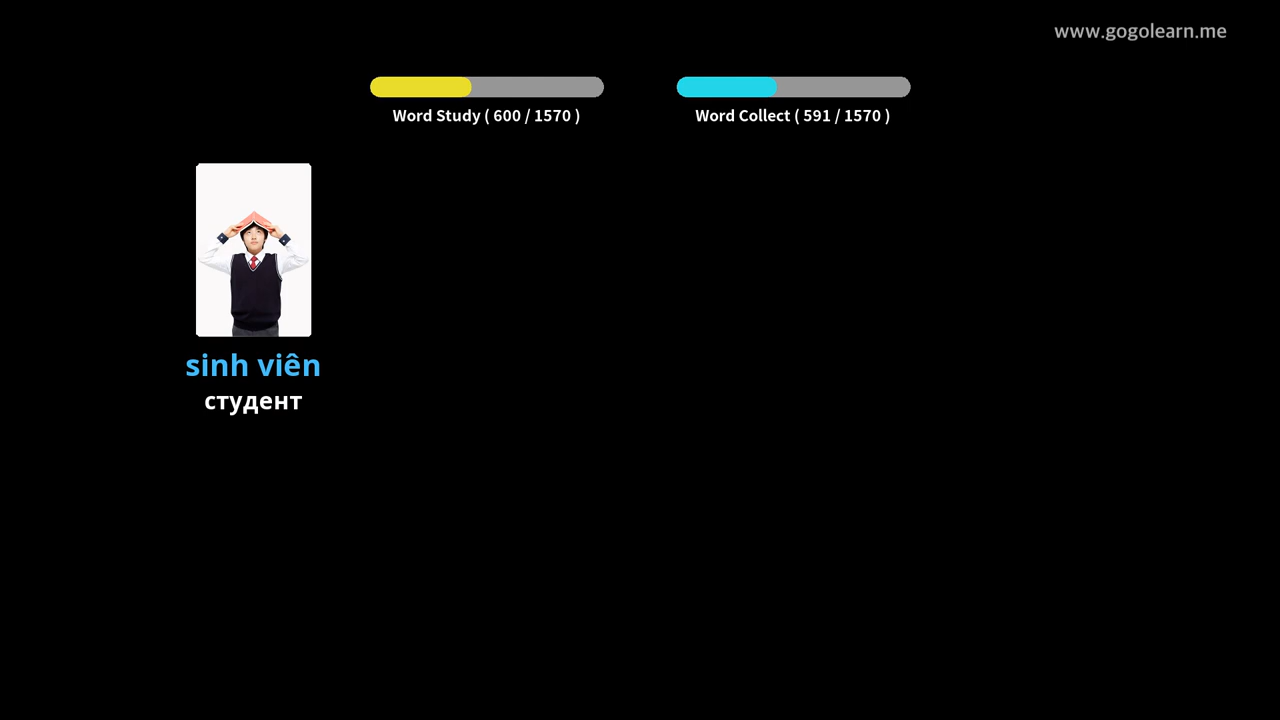 www.gogolearn.me
Word Study ( 600 / 1570 )
Word Collect ( 591 / 1570 )
sinh viên
студент